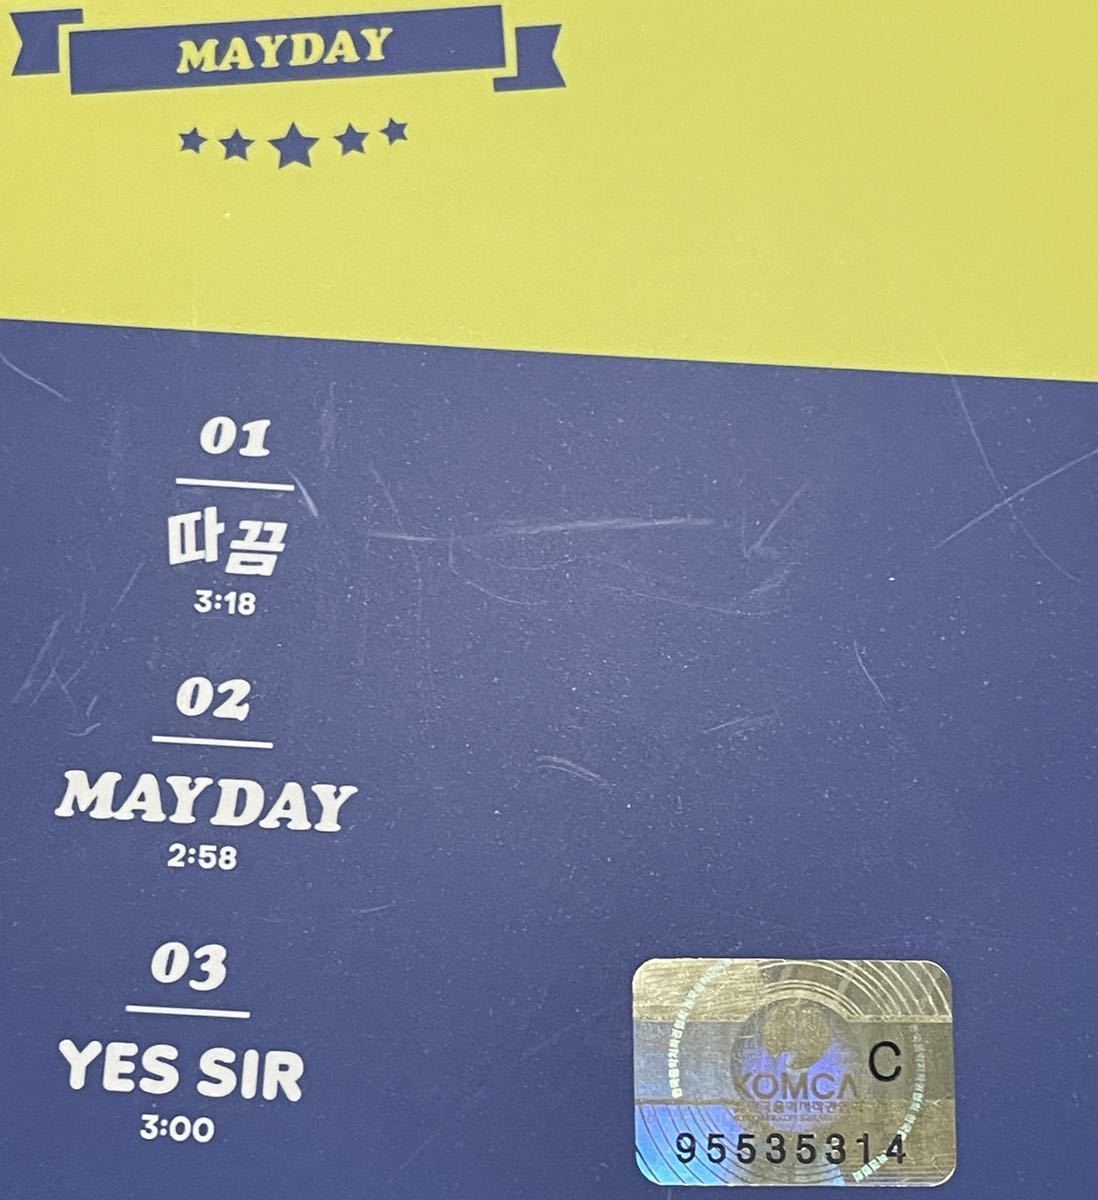 MAYDAY
01
따끔
3:18
02
MAYDAY
2:58
03
YES SIR
3:00
KOMCA
C
95535314